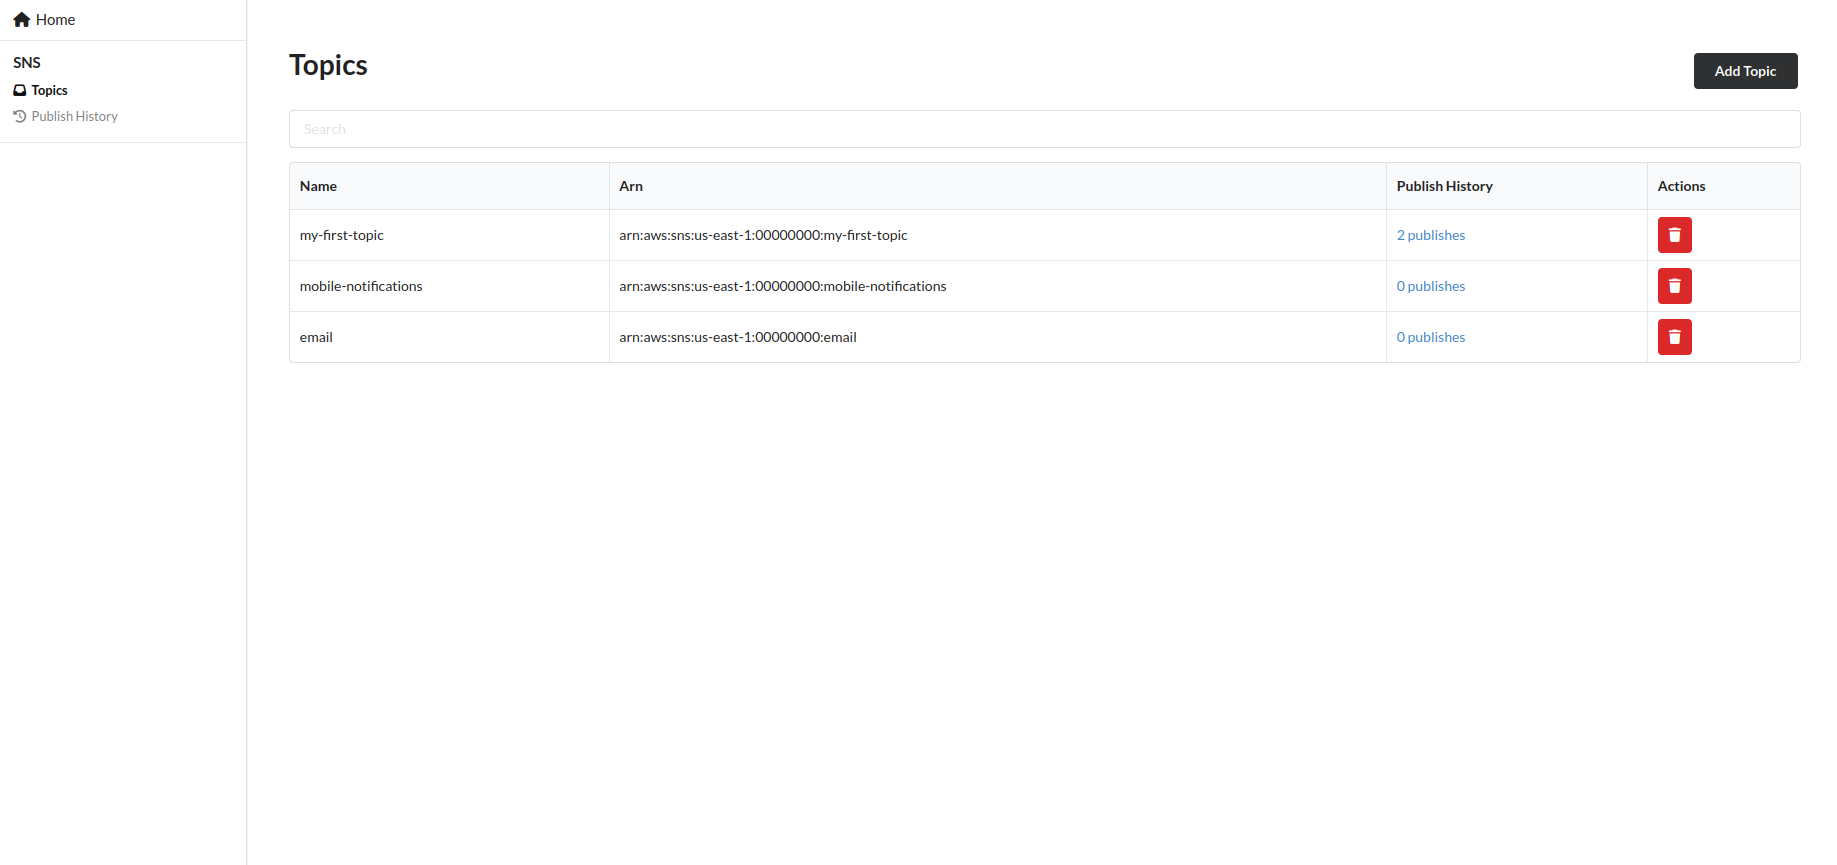 Home
SNS
Topics
Publish History
Topics
Add Topic
Search
Name Arn Publish History Actions
my-first-topic arn:aws:sns:us-east-1:00000000:my-first-topic 2 publishes
mobile-notifications arn:aws:sns:us-east-1:00000000:mobile-notifications 0 publishes
email arn:aws:sns:us-east-1:00000000:email 0 publishes